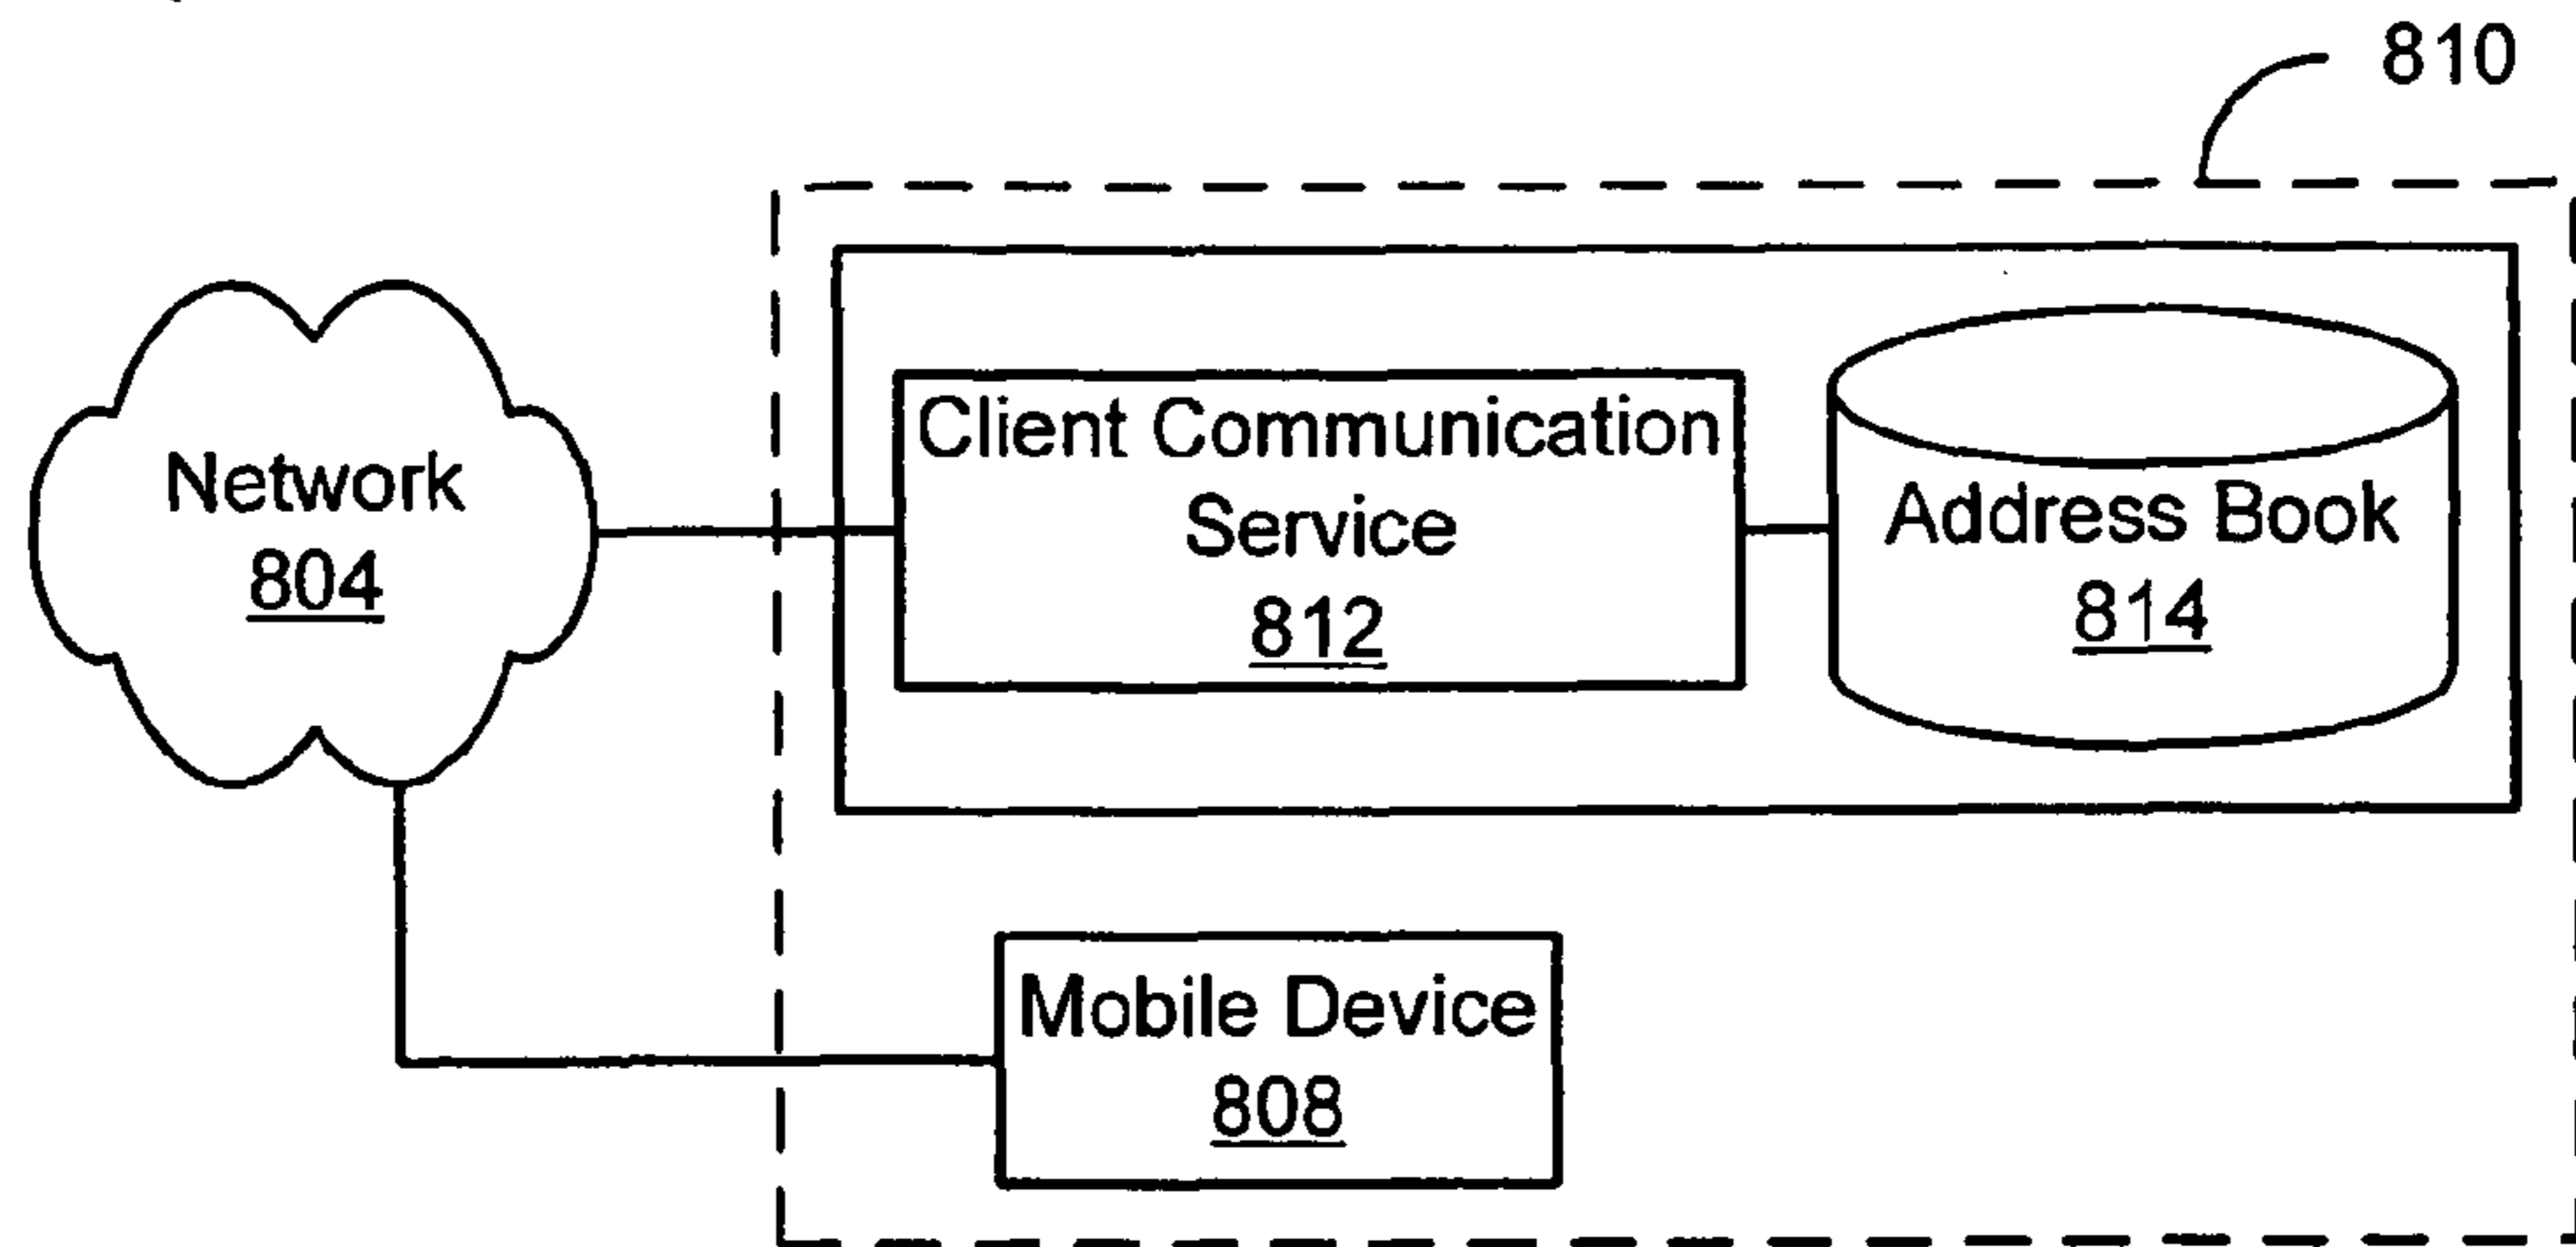 810
Network
804
Client Communication
Service
812
Address Book
814
Mobile Device
808